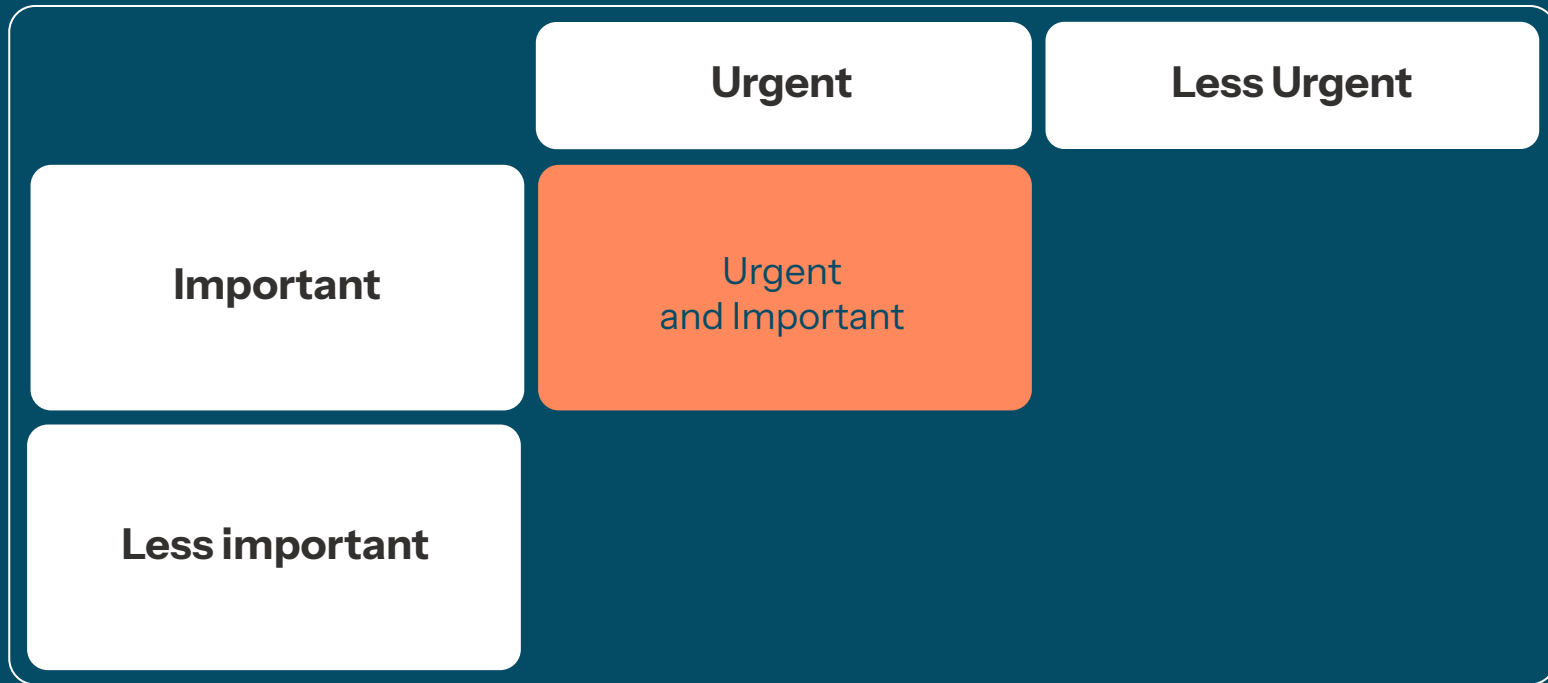 Urgent
Less Urgent
Important
Urgent
and Important
Less important